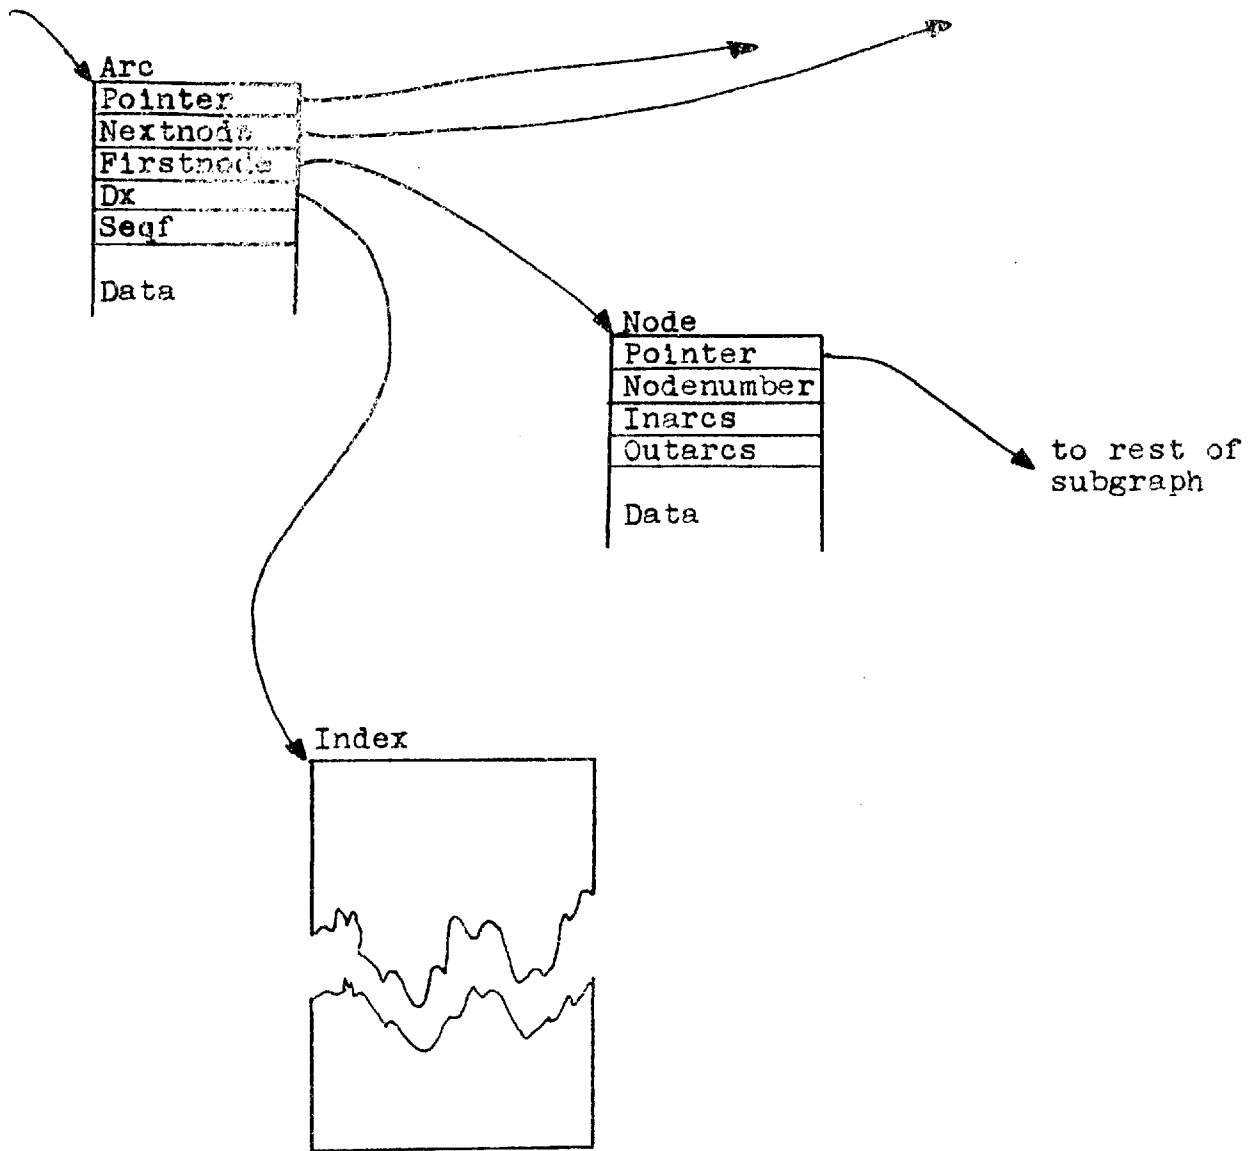 Arc
Pointer
Nextnode
Firstnode
Dx
Seqf
Data
Node
Pointer
Nodenumber
Inarcs
Outarcs
Data
to rest of
subgraph
Index